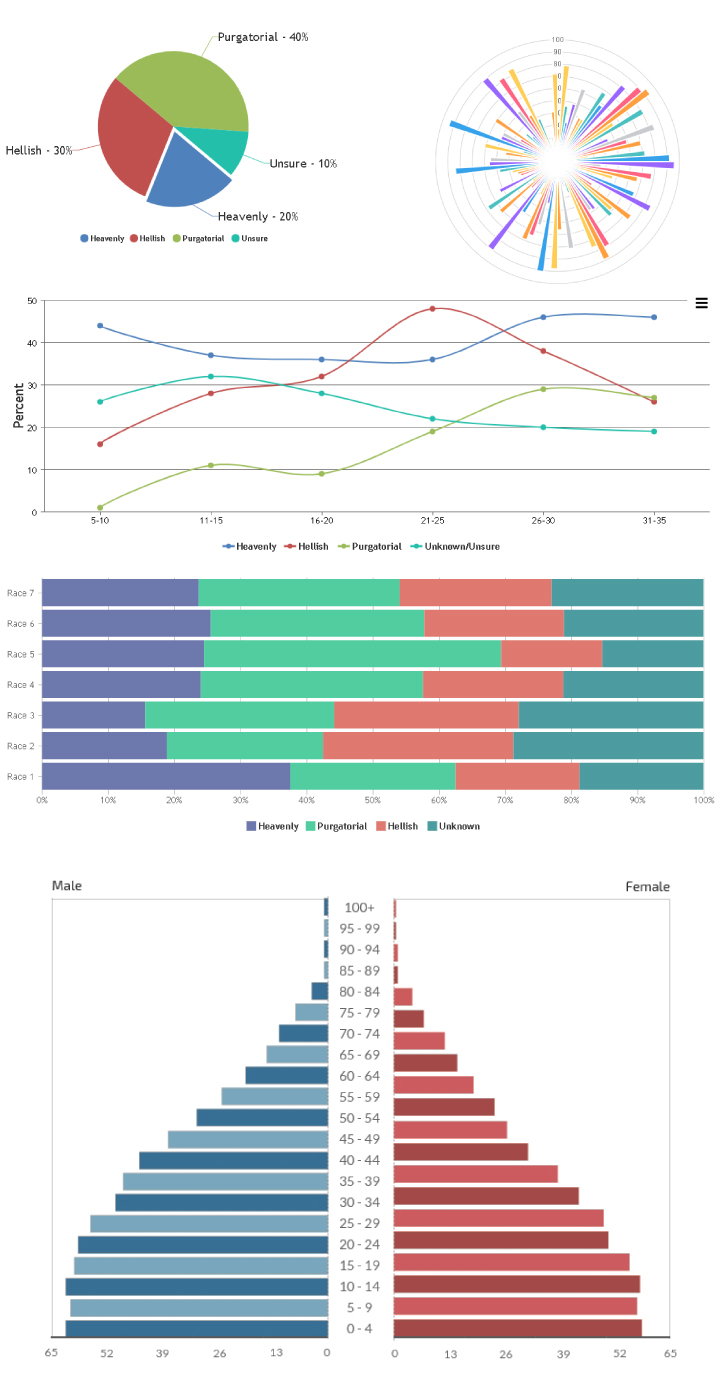 Purgatorial - 40%
Hellish - 30%
Unsure - 10%
Heavenly - 20%
Heavenly Hellish Purgatorial Unsure
100
90
80
50
40
30
20
10
0
Percent
5-10 11-15 16-20 21-25 26-30 31-35
Heavenly Hellish Purgatorial Unknown/Unsure
Race 7
Race 6
Race 5
Race 4
Race 3
Race 2
Race 1
0% 10% 20% 30% 40% 50% 60% 70% 80% 90% 100%
Heavenly Purgatorial Hellish Unknown
Male Female
100+
95 - 99
90 - 94
85 - 89
80 - 84
75 - 79
70 - 74
65 - 69
60 - 64
55 - 59
50 - 54
45 - 49
40 - 44
35 - 39
30 - 34
25 - 29
20 - 24
15 - 19
10 - 14
5 - 9
0 - 4
65 52 39 26 13 0 0 13 26 39 52 65